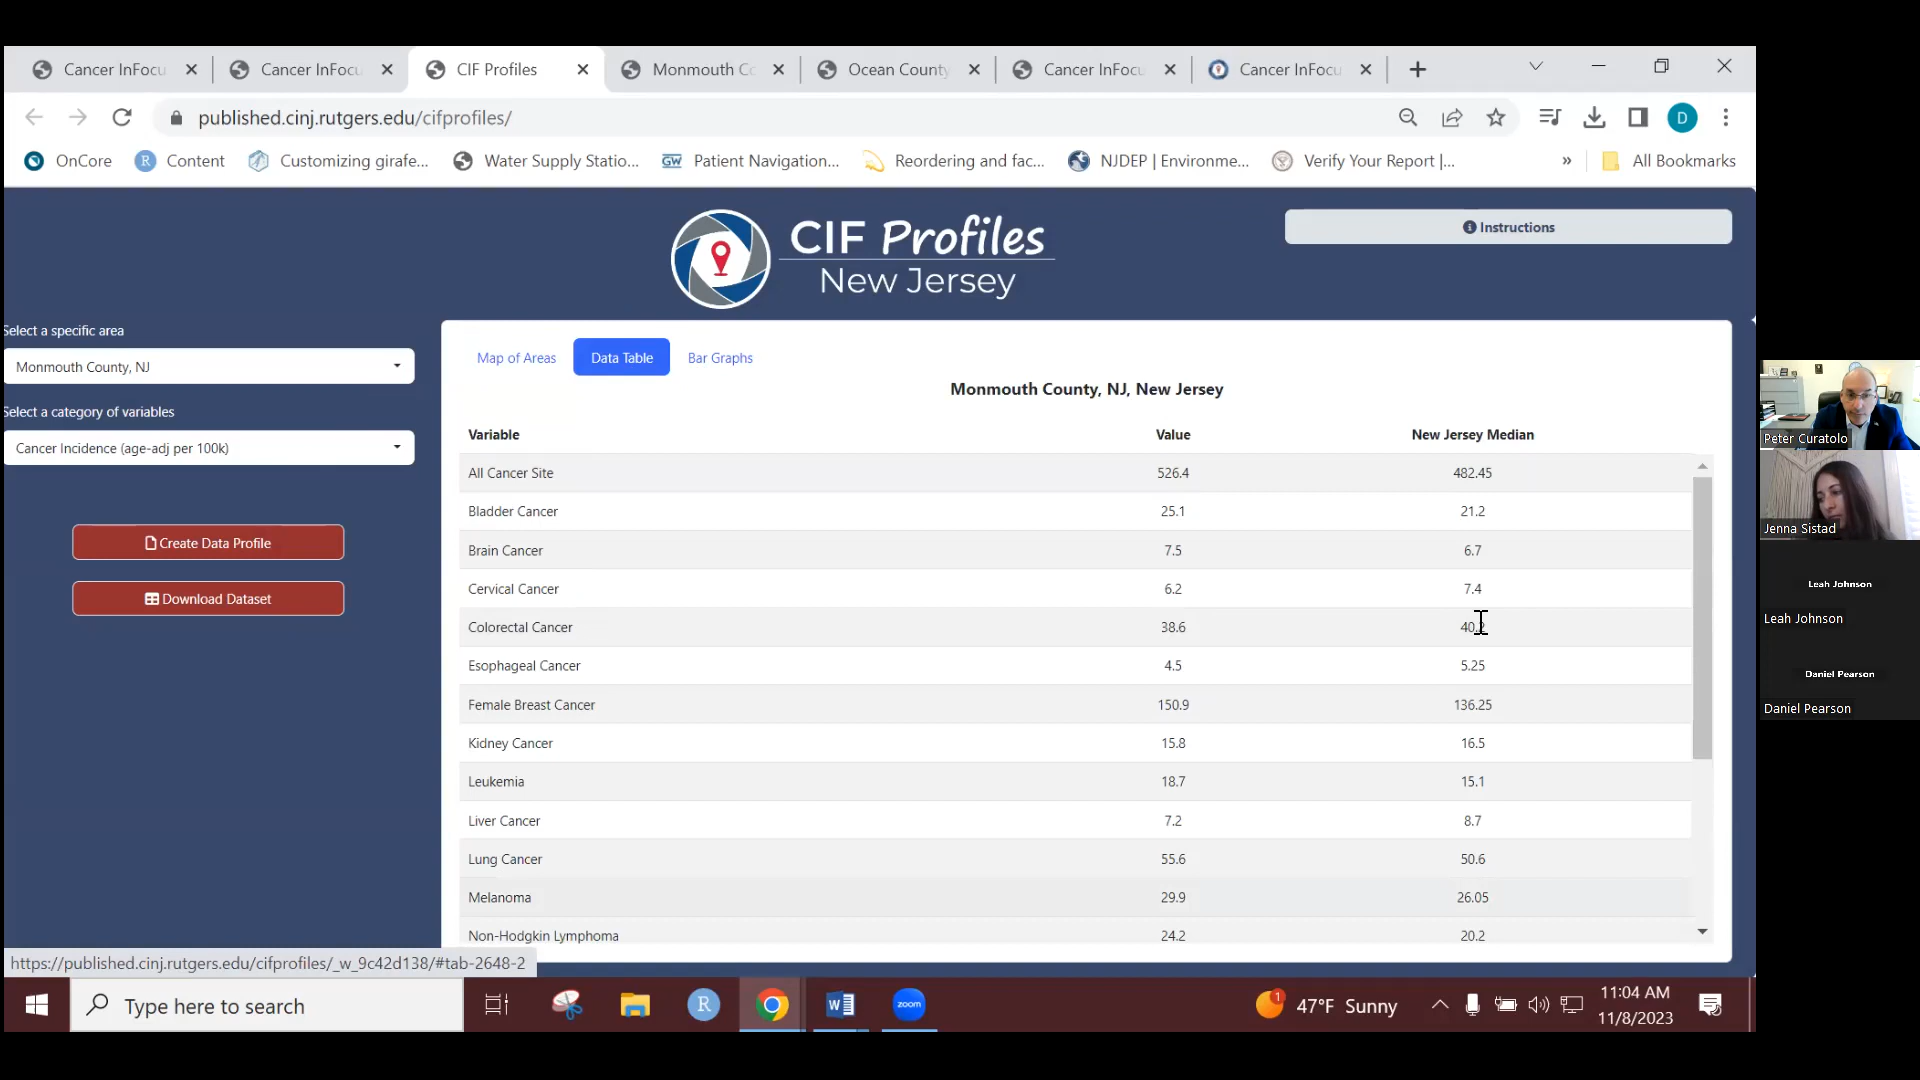 Cancer InFocu
Cancer InFocu
CIF Profiles
Monmouth Co
Ocean County
Cancer InFocu
Cancer InFocu
published.cinj.rutgers.edu/cifprofiles/
D
OnCore
Content
Customizing girafe...
Water Supply Statio...
GW Patient Navigation...
Reordering and fac...
NJDEP | Environme...
Verify Your Report |...
» All Bookmarks
CIF Profiles
New Jersey
Instructions
Select a specific area
Monmouth County, NJ
Select a category of variables
Cancer Incidence (age-adj per 100k)
Create Data Profile
Download Dataset
Map of Areas Data Table Bar Graphs
Monmouth County, NJ, New Jersey
Variable Value New Jersey Median
All Cancer Site 526.4 482.45
Bladder Cancer 25.1 21.2
Brain Cancer 7.5 6.7
Cervical Cancer 6.2 7.4
Colorectal Cancer 38.6
Esophageal Cancer 4.5 5.25
Female Breast Cancer 150.9 136.25
Kidney Cancer 15.8 16.5
Leukemia 18.7 15.1
Liver Cancer 7.2 8.7
Lung Cancer 55.6 50.6
Melanoma 29.9 26.05
Non-Hodgkin Lymphoma 24.2 20.2
https://published.cinj.rutgers.edu/cifprofiles/_w_9c42d138/#tab-2648-2
Type here to search
R
zoom
1
47°F Sunny
11:04 AM
11/8/2023
Peter Curatolo
Jenna Sistad
Leah Johnson
Leah Johnson
Daniel Pearson
Daniel Pearson